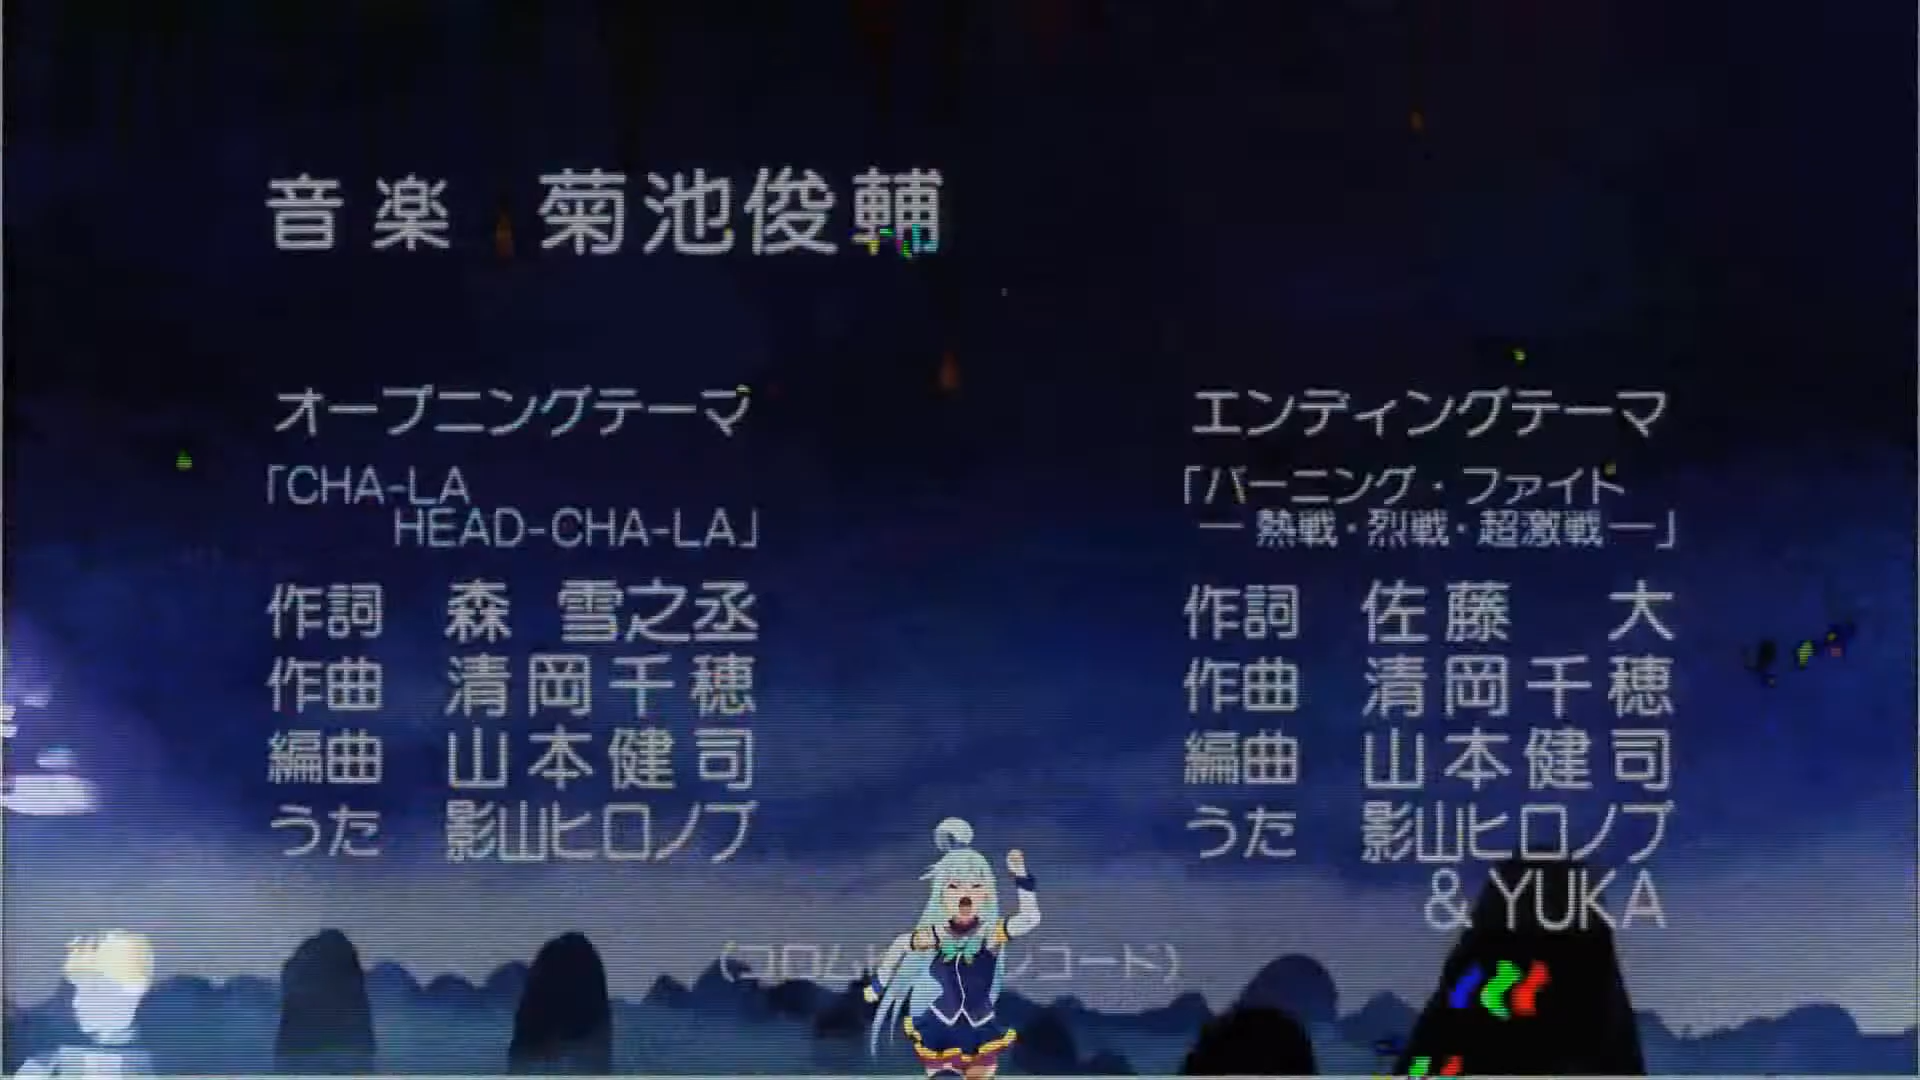 音楽 菊池俊輔
オープニングテーマ
「CHA-LA
HEAD-CHA-LA」
作詞 森 雪之丞
作曲 清岡千穂
編曲 山本健司
うた 影山ヒロノブ
エンディングテーマ
「バーニング・ファイト
― 熱戦・烈戦・超激戦 ―」
作詞 佐藤 大
作曲 清岡千穂
編曲 山本健司
うた 影山ヒロノブ
& YUKA